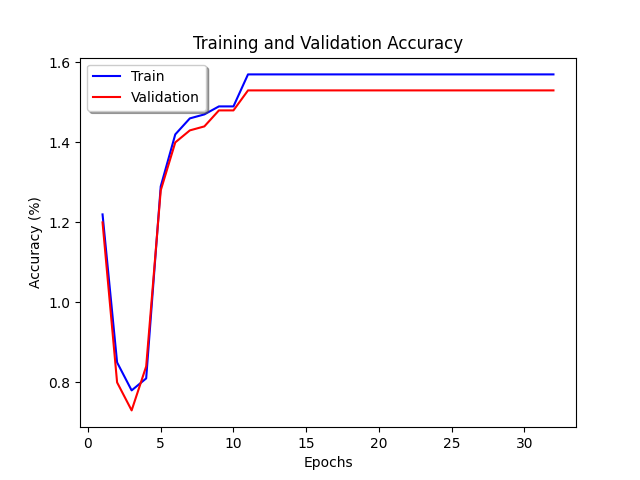 Training and Validation Accuracy
Train
Validation
Accuracy (%)
1.6
1.4
1.2
1.0
0.8
0 5 10 15 20 25 30
Epochs